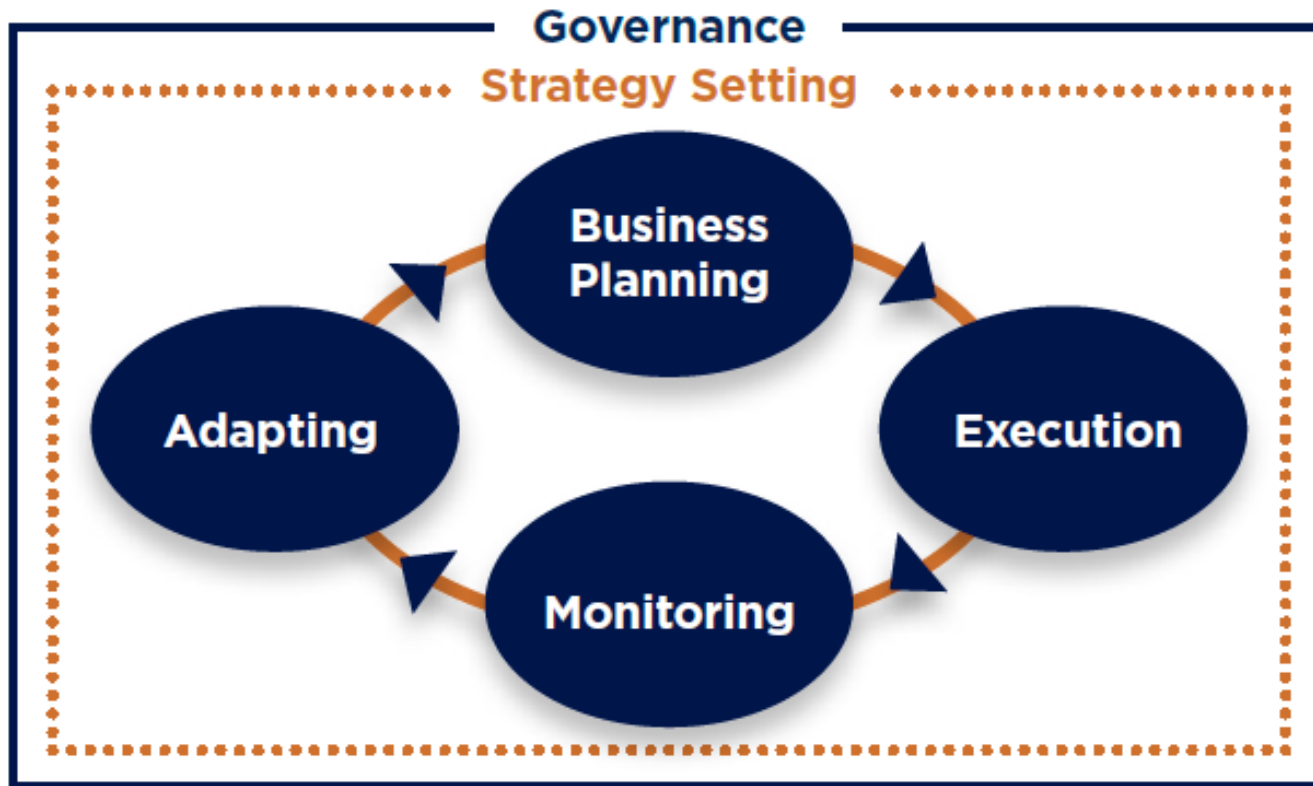 Governance
Strategy Setting
Business
Planning
Adapting
Execution
Monitoring